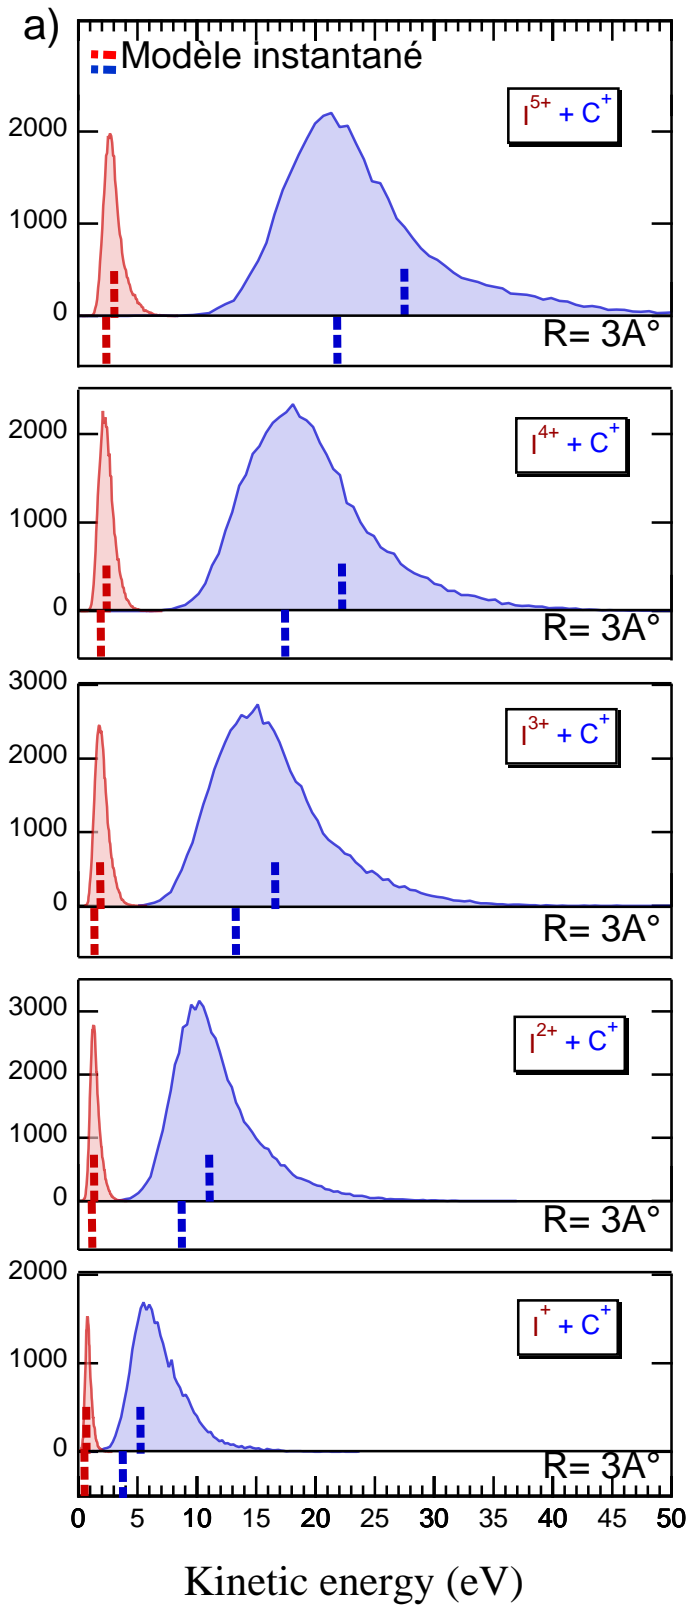 a)
Modèle instantané
I5+ + C+
2000
1000
0
R= 3A°
I4+ + C+
2000
1000
0
R= 3A°
3000
I3+ + C+
2000
1000
0
R= 3A°
3000
I2+ + C+
2000
1000
0
R= 3A°
2000
I+ + C+
1000
0
R= 3A°
0 5 10 15 20 25 30 35 40 45 50
Kinetic energy (eV)